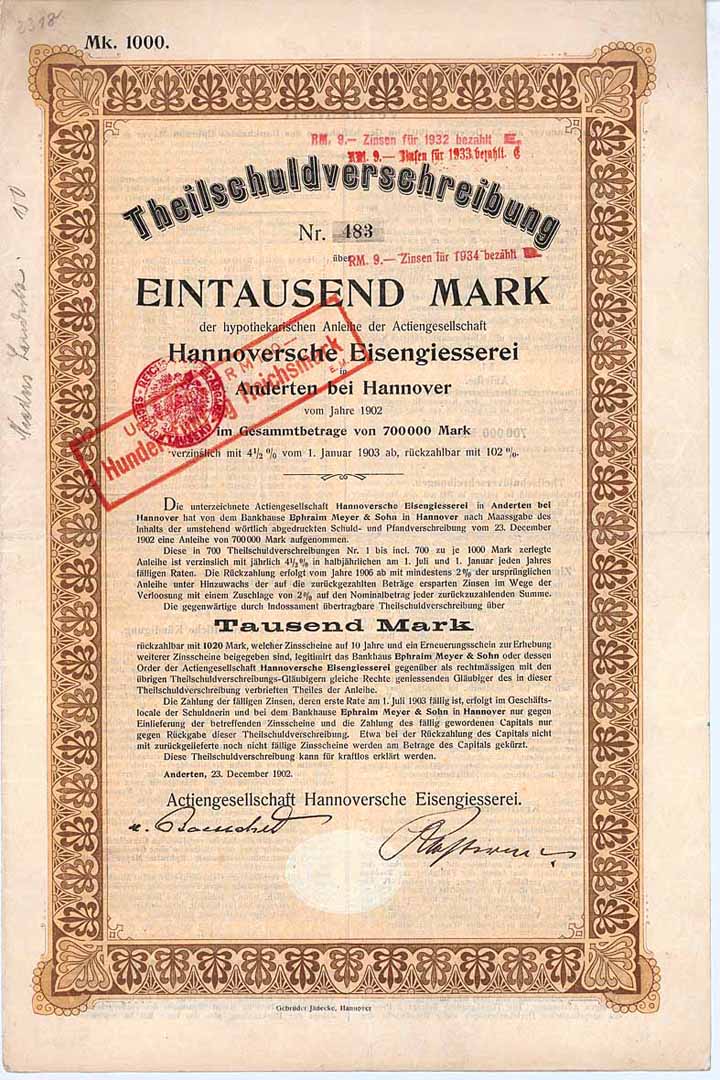 2318
Mk. 1000.
RM. 9.— Zinsen für 1932 bezahlt
RM. 9.— Zinsen für 1933 bezahlt.
Theilschuldverschreibung
Nr. 483
über
RM. 9.— Zinsen für 1934 bezahlt
EINTAUSEND MARK
der hypothekarischen Anleihe der Actiengesellschaft
Hannoversche Eisengiesserei
in
Anderten bei Hannover
vom Jahre 1902
im Gesammtbetrage von 700000 Mark
verzinslich mit 4½ % vom 1. Januar 1903 ab, rückzahlbar mit 102 %.
Reichsmark
Die unterzeichnete Actiengesellschaft Hannoversche Eisengiesserei in Anderten bei
Hannover hat von dem Bankhause Ephraim Meyer & Sohn in Hannover nach Maassgabe des
Inhalts der umstehend wörtlich abgedruckten Schuld- und Pfandverschreibung vom 23. December
1902 eine Anleihe von 700000 Mark aufgenommen.
Diese in 700 Theilschuldverschreibungen Nr. 1 bis incl. 700 zu je 1000 Mark zerlegte
Anleihe ist verzinslich mit jährlich 4½% in halbjährlichen am 1. Juli und 1. Januar jeden Jahres
fälligen Raten. Die Rückzahlung erfolgt vom Jahre 1906 ab mit mindestens 2% der ursprünglichen
Anleihe unter Hinzuwachs der auf die zurückgezahlten Beträge ersparten Zinsen im Wege der
Verloosung mit einem Zuschlage von 2% auf den Nominalbetrag jeder zurückzuzahlenden Summe.
Die gegenwärtige durch Indossament übertragbare Theilschuldverschreibung über
Tausend Mark
rückzahlbar mit 1020 Mark, welcher Zinsscheine auf 10 Jahre und ein Erneuerungsschein zur Erhebung
weiterer Zinsscheine beigegeben sind, legitimirt das Bankhaus Ephraim Meyer & Sohn oder dessen
Order der Actiengesellschaft Hannoversche Eisengiesserei gegenüber als rechtmässigen mit den
übrigen Theilschuldverschreibungs-Gläubigern gleiche Rechte geniessenden Gläubiger des in dieser
Theilschuldverschreibung verbrieften Theiles der Anleihe.
Die Zahlung der fälligen Zinsen, deren erste Rate am 1. Juli 1903 fällig ist, erfolgt im Geschäfts-
locale der Schuldnerin und bei dem Bankhause Ephraim Meyer & Sohn in Hannover nur gegen
Einlieferung der betreffenden Zinsscheine und die Zahlung des fällig gewordenen Capitals nur
gegen Rückgabe dieser Theilschuldverschreibung. Etwa bei der Rückzahlung des Capitals nicht
mit zurückgelieferte noch nicht fällige Zinsscheine werden am Betrage des Capitals gekürzt.
Diese Theilschuldverschreibung kann für kraftlos erklärt werden.
Anderten, 23. December 1902.
Actiengesellschaft Hannoversche Eisengiesserei.
Gebrüder Jänecke, Hannover